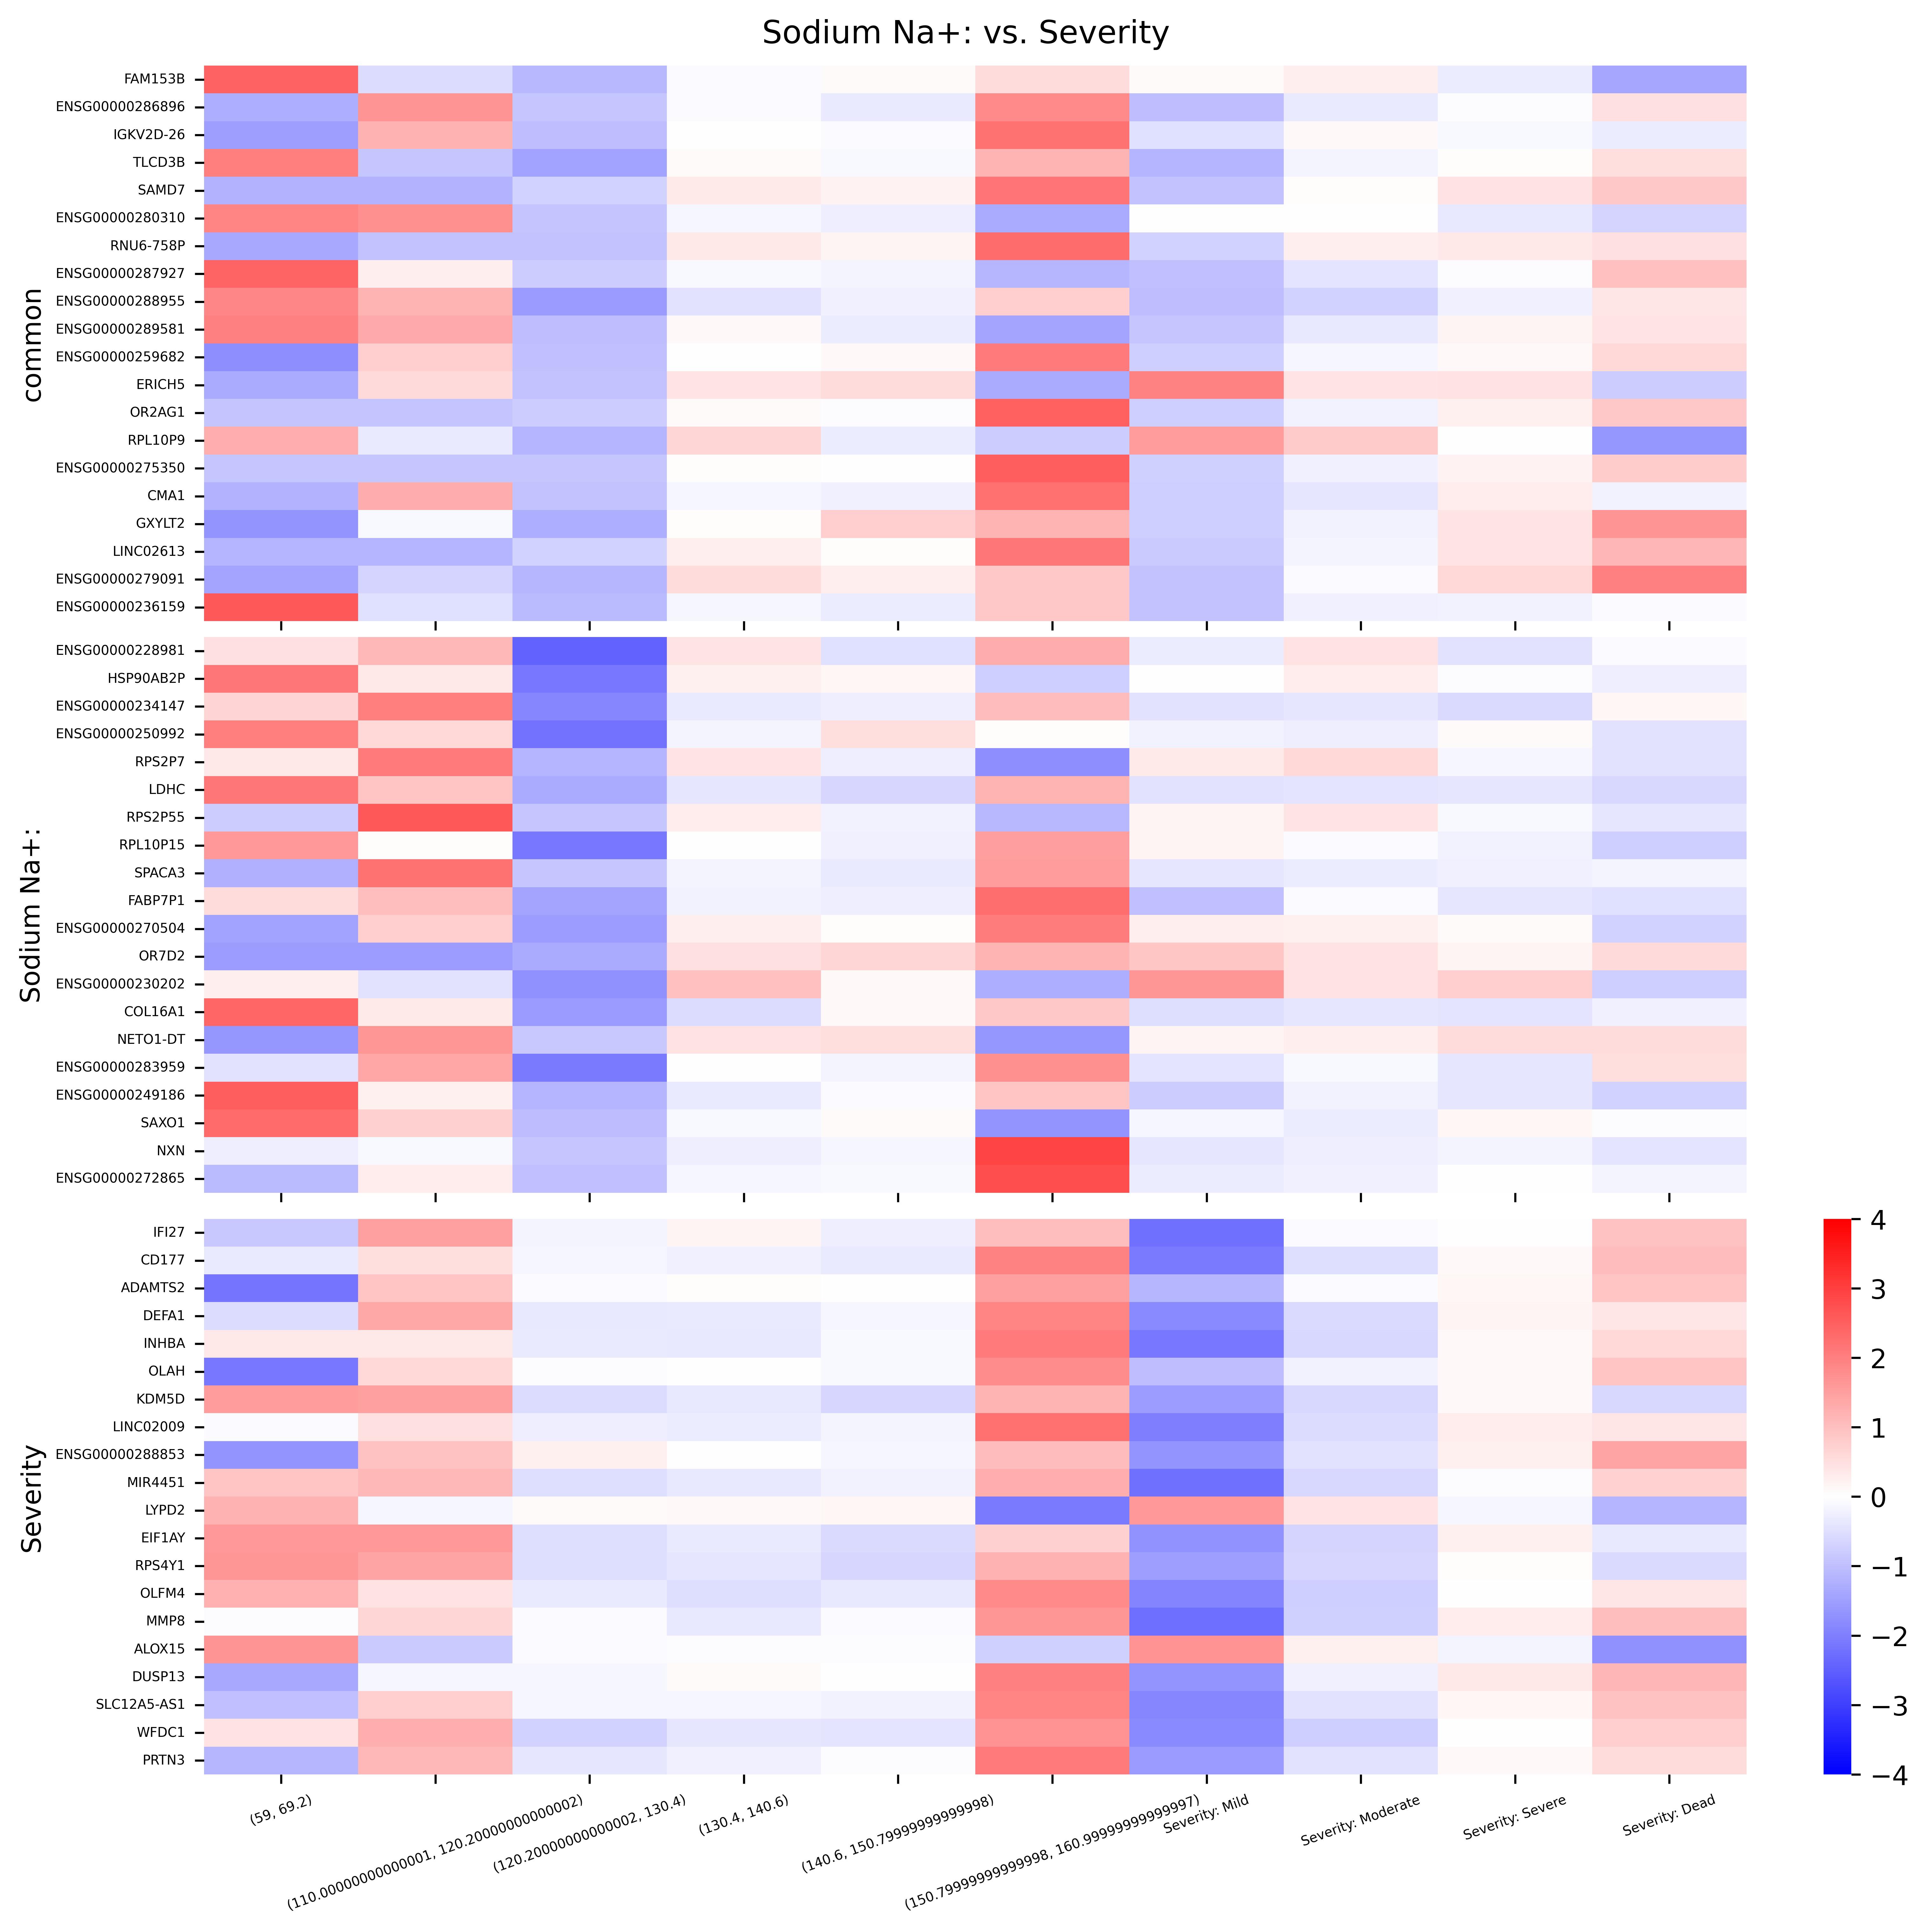 Sodium Na+: vs. Severity
common
FAM153B
ENSG00000286896
IGKV2D-26
TLCD3B
SAMD7
ENSG00000280310
RNU6-758P
ENSG00000287927
ENSG00000288955
ENSG00000289581
ENSG00000259682
ERICH5
OR2AG1
RPL10P9
ENSG00000275350
CMA1
GXYLT2
LINC02613
ENSG00000279091
ENSG00000236159
Sodium Na+:
ENSG00000228981
HSP90AB2P
ENSG00000234147
ENSG00000250992
RPS2P7
LDHC
RPS2P55
RPL10P15
SPACA3
FABP7P1
ENSG00000270504
OR7D2
ENSG00000230202
COL16A1
NETO1-DT
ENSG00000283959
ENSG00000249186
SAXO1
NXN
ENSG00000272865
Severity
IFI27
CD177
ADAMTS2
DEFA1
INHBA
OLAH
KDM5D
LINC02009
ENSG00000288853
MIR4451
LYPD2
EIF1AY
RPS4Y1
OLFM4
MMP8
ALOX15
DUSP13
SLC12A5-AS1
WFDC1
PRTN3
(59, 69.2)
(110.00000000000001, 120.20000000000002)
(120.20000000000002, 130.4)
(130.4, 140.6)
(140.6, 150.79999999999998)
(150.79999999999998, 160.99999999999997)
Severity: Mild
Severity: Moderate
Severity: Severe
Severity: Dead
4
3
2
1
0
−1
−2
−3
−4